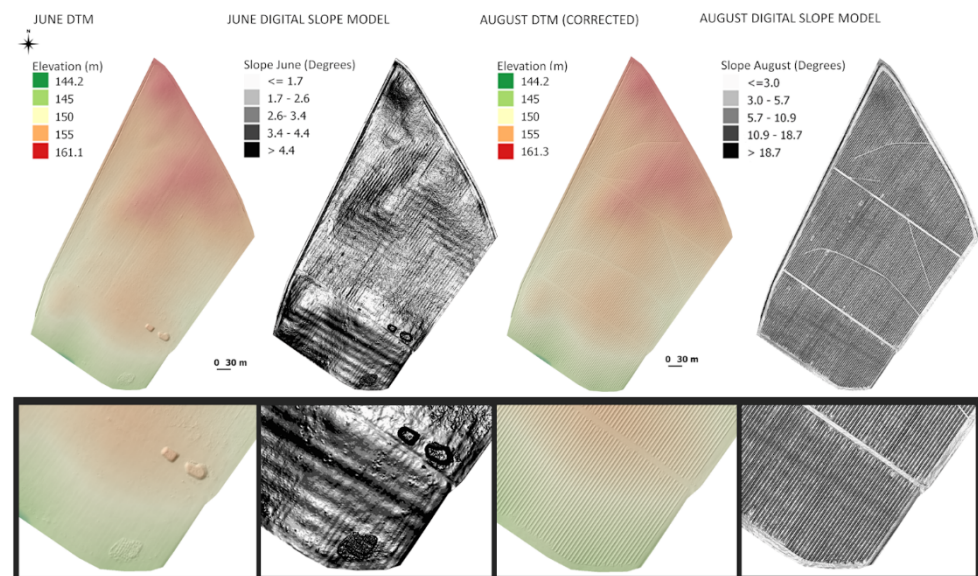 JUNE DTM
JUNE DIGITAL SLOPE MODEL
AUGUST DTM (CORRECTED)
AUGUST DIGITAL SLOPE MODEL
N
Elevation (m)
144.2
145
150
155
161.1
Slope June (Degrees)
<= 1.7
1.7 - 2.6
2.6- 3.4
3.4 - 4.4
> 4.4
Elevation (m)
144.2
145
150
155
161.3
Slope August (Degrees)
<=3.0
3.0 - 5.7
5.7 - 10.9
10.9 - 18.7
> 18.7
0 30 m
0 30 m